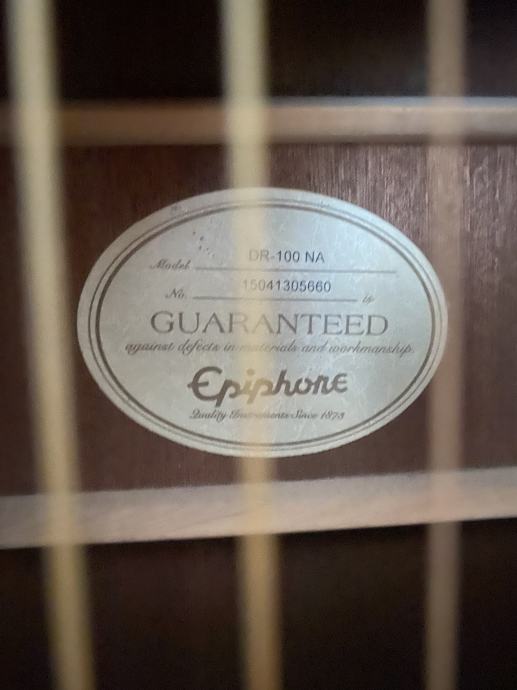 Model DR-100 NA
No. 15041305660 is
GUARANTEED
against defects in materials and workmanship.
Epiphone
Quality Instruments Since 1873